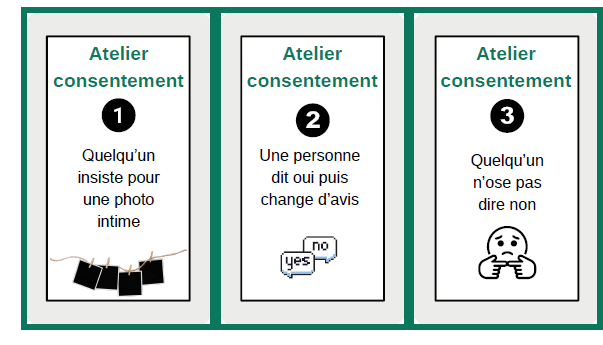 Atelier
consentement
1
Quelqu’un
insiste pour
une photo
intime
Atelier
consentement
2
Une personne
dit oui puis
change d’avis
no
yes
Atelier
consentement
3
Quelqu’un
n’ose pas
dire non